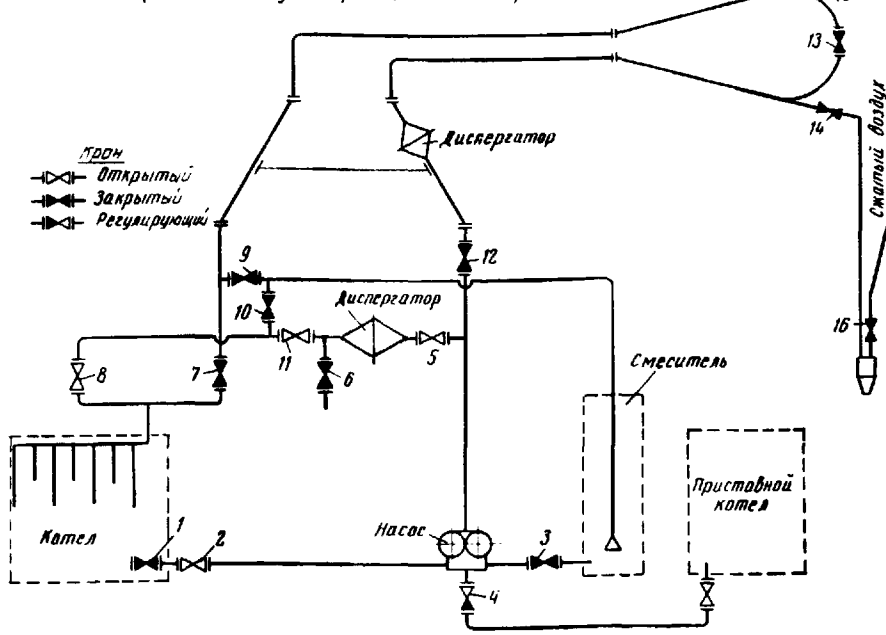 13
14
Сжатый воздух
Диспергатор
Кран
Открытый
Закрытый
Регулирующий
9
12
10
Диспергатор
16
11
5
8
7
6
Смеситель
Приставной
котел
Котел
1
2
Насос
3
4